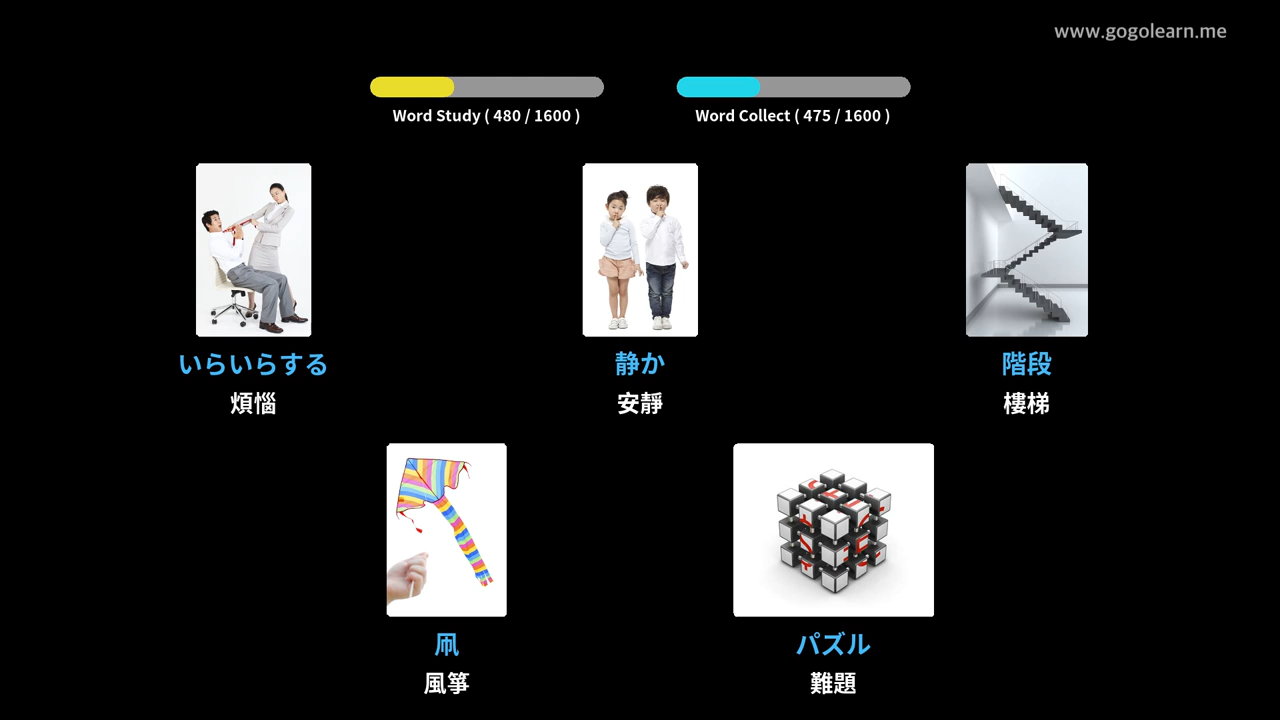 www.gogolearn.me
Word Study ( 480 / 1600 )
Word Collect ( 475 / 1600 )
いらいらする
煩惱
静か
安靜
階段
樓梯
凧
風箏
パズル
難題